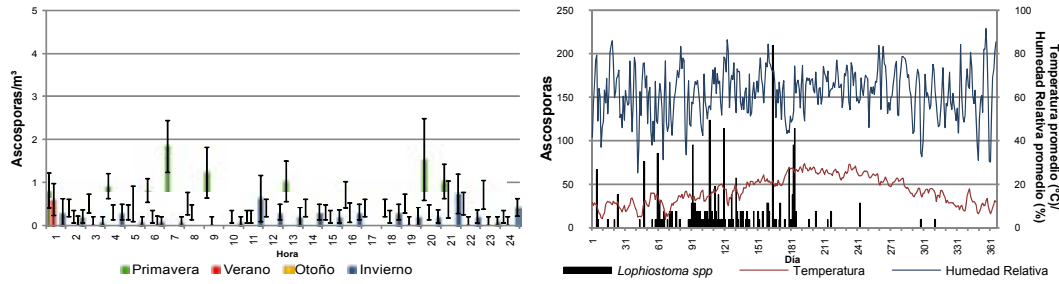 5
4
3
2
1
0
Ascosporas/m³
1 2 3 4 5 6 7 8 9 10 11 12 13 14 15 16 17 18 19 20 21 22 23 24
Hora
Primavera Verano Otoño Invierno
250
200
150
100
50
0
Ascosporas
100
80
60
40
20
0
Temperatura promedio (°C)/
Humedad Relativa promedio (%)
1 31 61 91 121 151 181 211 241 271 301 331 361
Día
Lophiostoma spp Temperatura Humedad Relativa